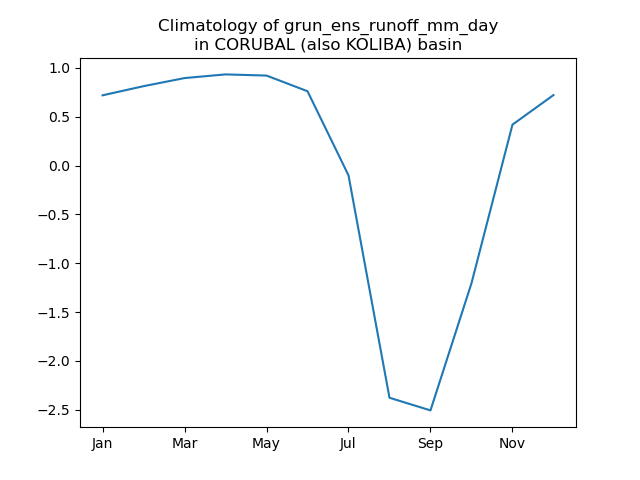 Climatology of grun_ens_runoff_mm_day
in CORUBAL (also KOLIBA) basin
1.0
0.5
0.0
−0.5
−1.0
−1.5
−2.0
−2.5
Jan Mar May Jul Sep Nov